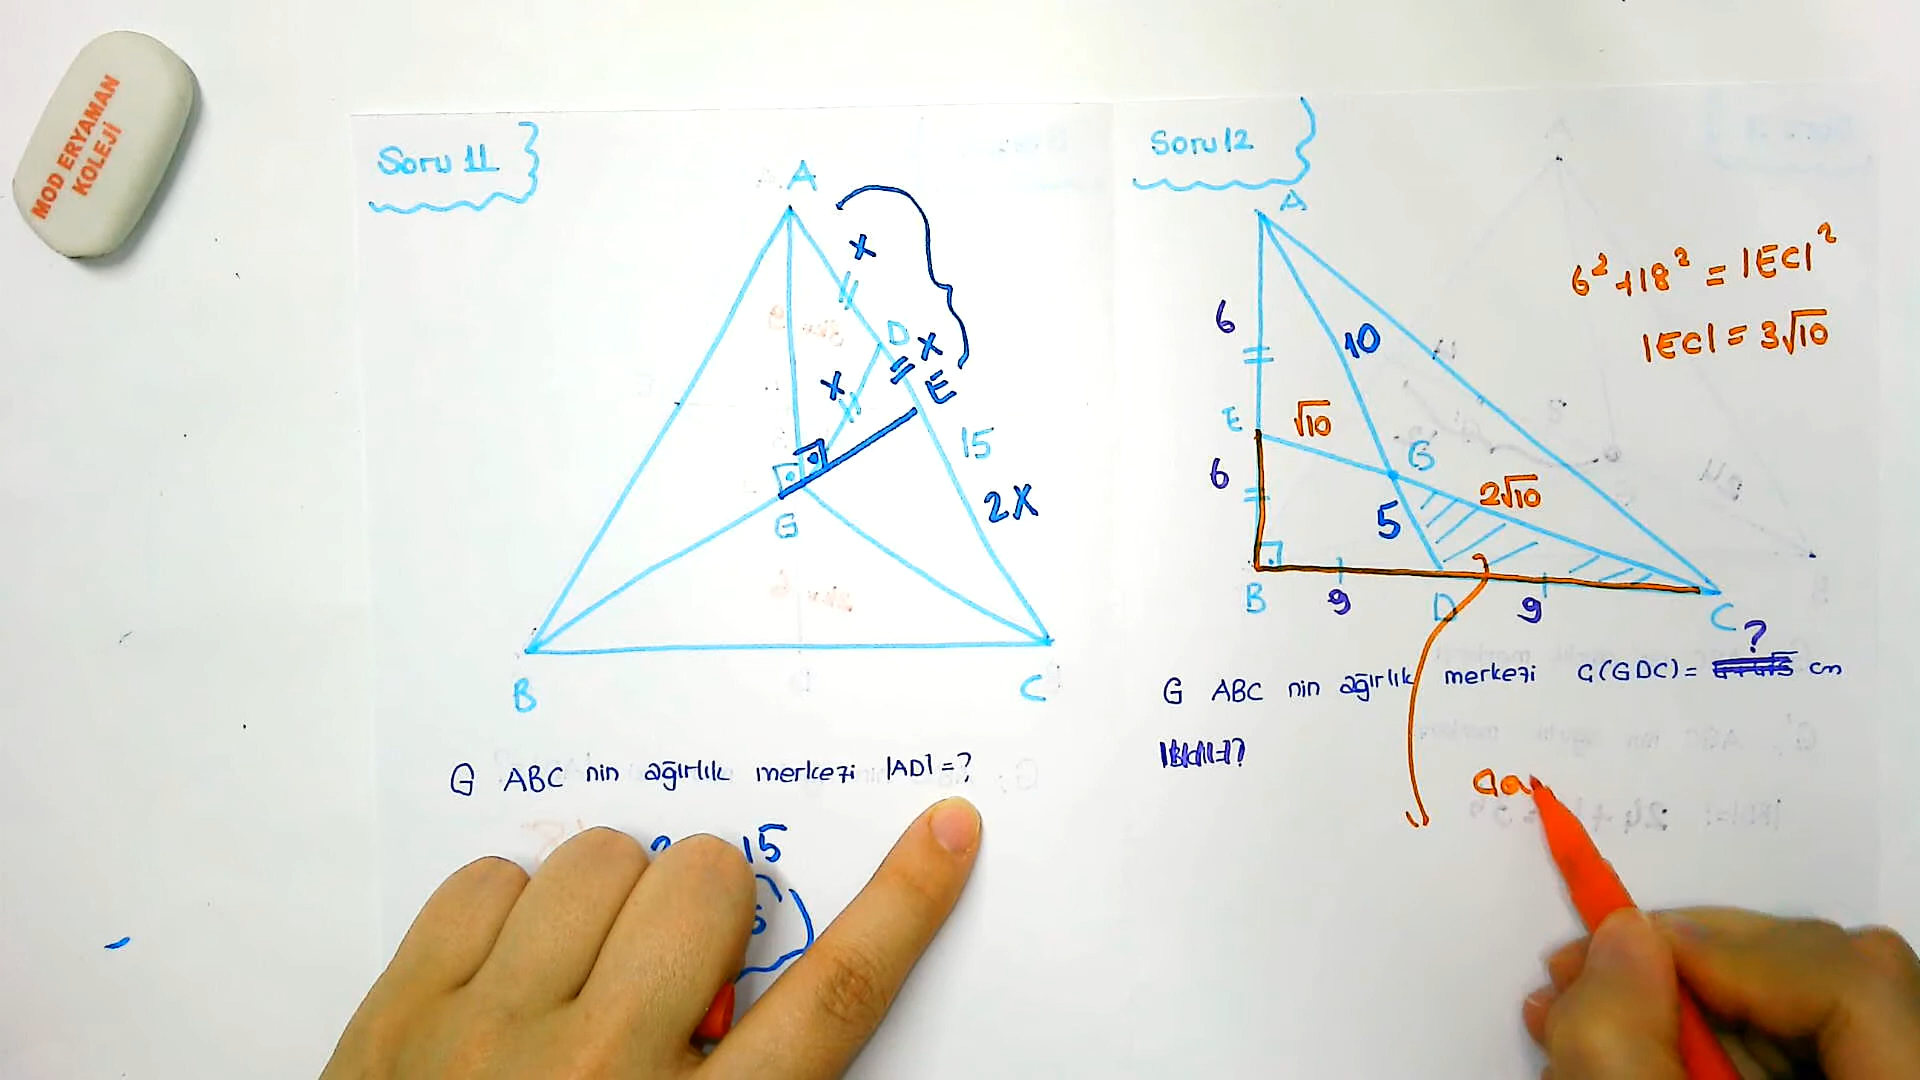 MOD ERYAMAN
KOLEJİ
Soru 11
A
x
D
x
x
E
15
2x
G
B
C
G ABC nin ağırlık merkezi |AD|=?
15
Soru 12
A
6² + 18² = |EC|²
|EC| = 3√10
6
10
E
√10
G
6
2√10
5
B
9
D
9
C
?
G ABC nin ağırlık merkezi Ç(GDC)= cm